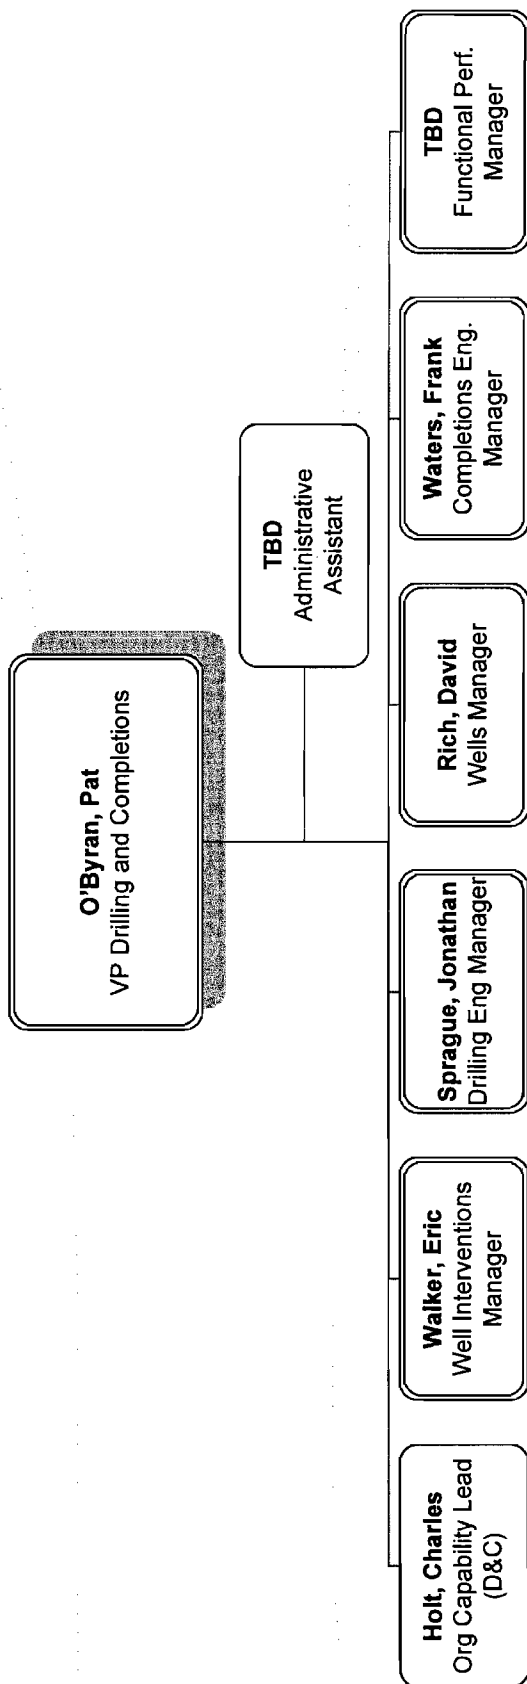 O'Byran, Pat
VP Drilling and Completions
TBD
Administrative
Assistant
Holt, Charles
Org Capability Lead
(D&C)
Walker, Eric
Well Interventions
Manager
Sprague, Jonathan
Drilling Eng Manager
Rich, David
Wells Manager
Waters, Frank
Completions Eng.
Manager
TBD
Functional Perf.
Manager